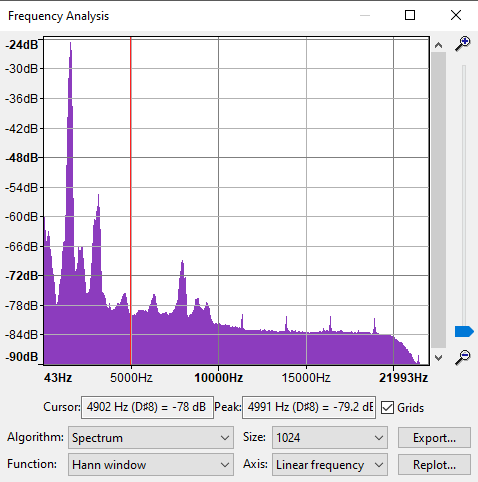 Frequency Analysis
-24dB
-30dB
-36dB
-42dB
-48dB
-54dB
-60dB
-66dB
-72dB
-78dB
-84dB
-90dB
43Hz 5000Hz 10000Hz 15000Hz 21993Hz
Cursor: 4902 Hz (D♯8) = -78 dB Peak: 4991 Hz (D♯8) = -79.2 dB Grids
Algorithm: Spectrum Size: 1024 Export...
Function: Hann window Axis: Linear frequency Replot...